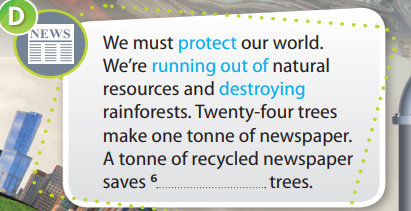 D
NEWS
We must protect our world.
We're running out of natural
resources and destroying
rainforests. Twenty-four trees
make one tonne of newspaper.
A tonne of recycled newspaper
saves 6 trees.